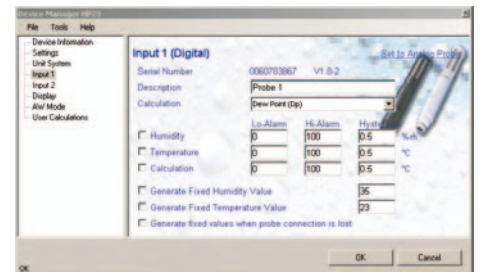 Device Manager HP23
File Tools Help
Device Information
Settings
Unit System
Input 1
Input 2
Display
AW Mode
User Calculations
Input 1 (Digital)
Set to Analog Probe
Serial Number 0060783867 V1.8-2
Description Probe 1
Calculation Dew Point (Dp)
Lo-Alarm Hi-Alarm
Humidity 0 100 0.5 %rh
Temperature 0 100 0.5 °C
Calculation 0 100 0.5 °C
Generate Fixed Humidity Value 35
Generate Fixed Temperature Value 23
Generate fixed values when probe connection is lost
OK Cancel
OK